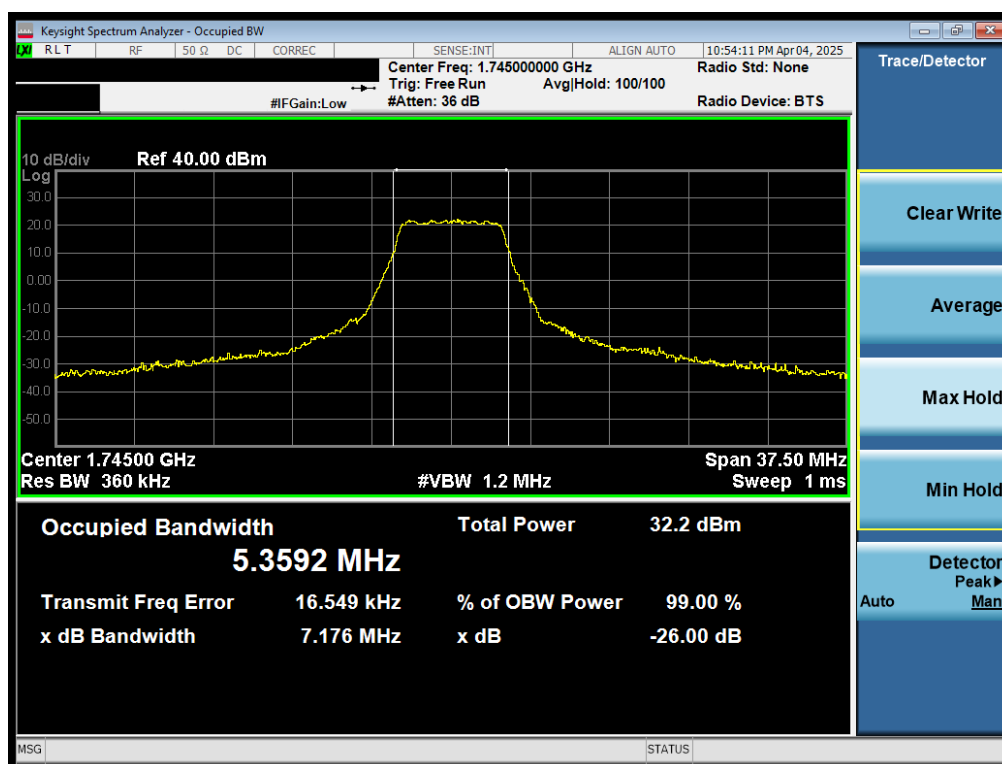 Keysight Spectrum Analyzer - Occupied BW
LXI RLT RF 50 Ω DC CORREC SENSE:INT ALIGN AUTO 10:54:11 PM Apr 04, 2025
Center Freq: 1.745000000 GHz Radio Std: None
Trig: Free Run Avg|Hold: 100/100
#IFGain:Low #Atten: 36 dB Radio Device: BTS
10 dB/div Ref 40.00 dBm
Log
30.0
20.0
10.0
0.00
-10.0
-20.0
-30.0
-40.0
-50.0
Center 1.74500 GHz Span 37.50 MHz
Res BW 360 kHz #VBW 1.2 MHz Sweep 1 ms
Occupied Bandwidth Total Power 32.2 dBm
5.3592 MHz
Transmit Freq Error 16.549 kHz % of OBW Power 99.00 %
x dB Bandwidth 7.176 MHz x dB -26.00 dB
MSG STATUS
Trace/Detector
Clear Write
Average
Max Hold
Min Hold
Detector
Peak▶
Auto Man